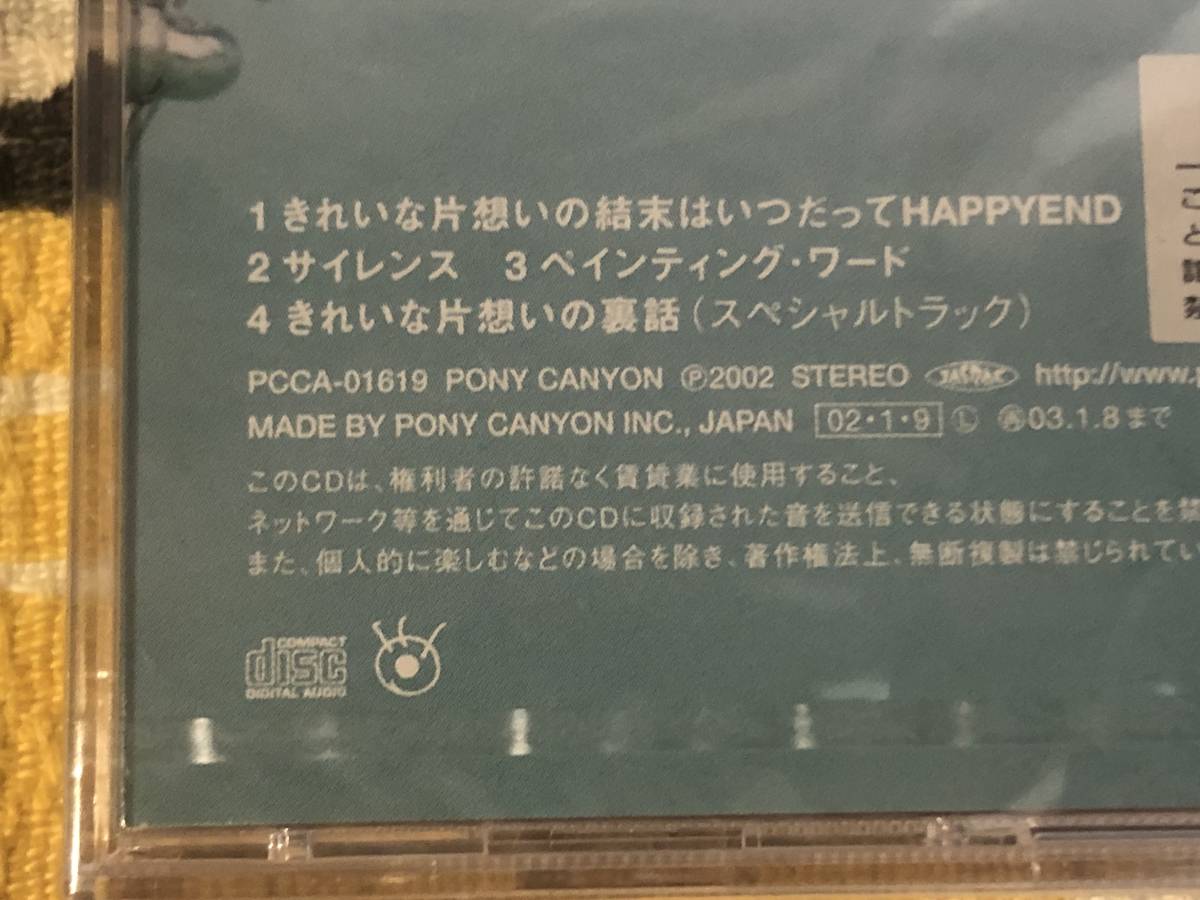 1 きれいな片想いの結末はいつだってHAPPYEND
2 サイレンス 3 ペインティング・ワード
4 きれいな片想いの裏話(スペシャルトラック)
PCCA-01619 PONY CANYON Ⓟ2002 STEREO JASRAC http://www.p
MADE BY PONY CANYON INC., JAPAN 02・1・9 Ⓛ ㊑03.1.8まで
このCDは、権利者の許諾なく賃貸業に使用すること、
ネットワーク等を通じてこのCDに収録された音を送信できる状態にすることを禁
また、個人的に楽しむなどの場合を除き、著作権法上、無断複製は禁じられてい
COMPACT
disc
DIGITAL AUDIO